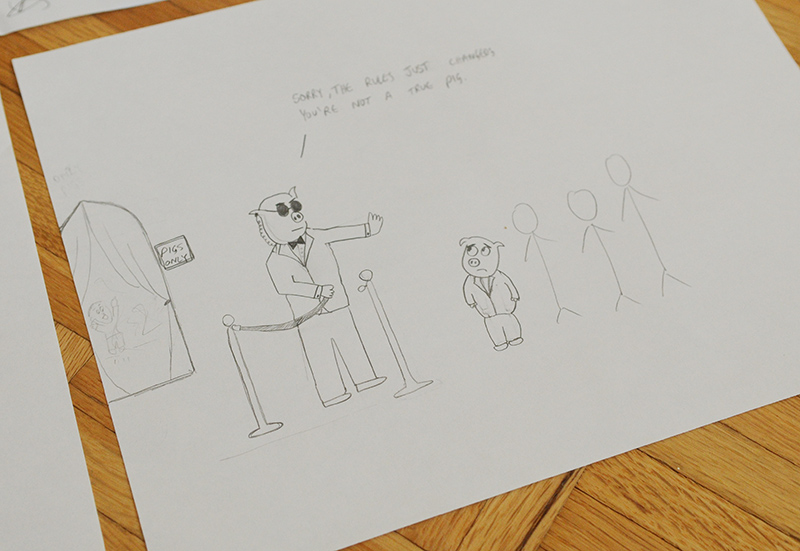 SORRY, THE RULES JUST CHANGED
YOU'RE NOT A TRUE PIG.
PIGS
ONLY